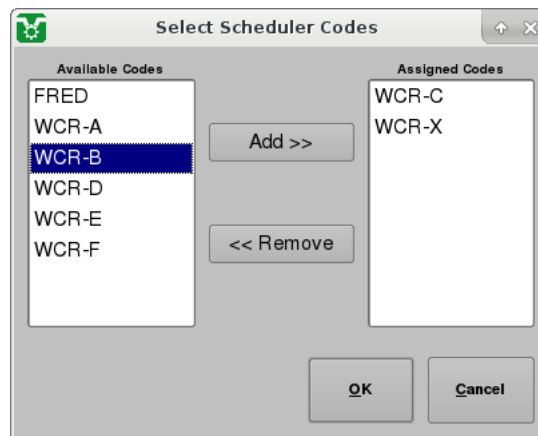 Select Scheduler Codes
Available Codes
FRED
WCR-A
WCR-B
WCR-D
WCR-E
WCR-F
Add >>
<< Remove
Assigned Codes
WCR-C
WCR-X
OK
Cancel